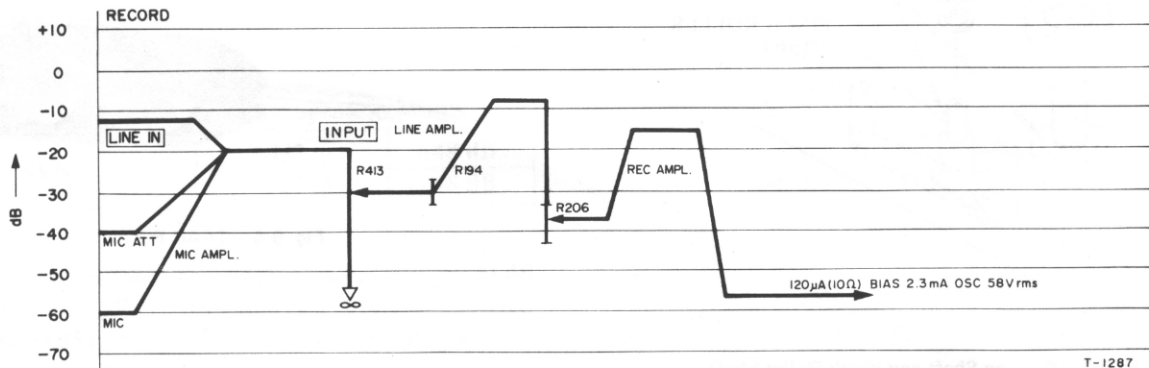 RECORD
+10
0
-10
-20
-30
-40
-50
-60
-70
dB
LINE IN
INPUT
LINE AMPL.
R413
R194
REC AMPL.
R206
MIC ATT
MIC AMPL.
MIC
∞
120µA(10Ω) BIAS 2.3mA OSC 58Vrms
T-1287